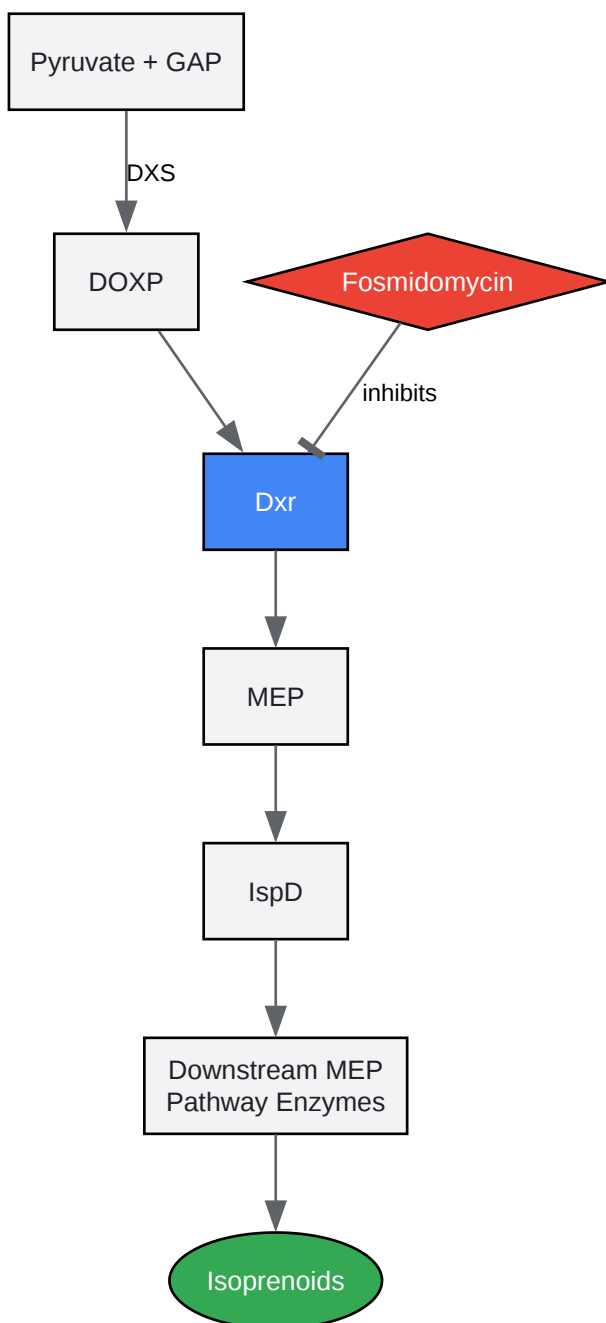 Pyruvate + GAP
DXS
DOXP
Fosmidomycin
inhibits
Dxr
MEP
IspD
Downstream MEP
Pathway Enzymes
Isoprenoids